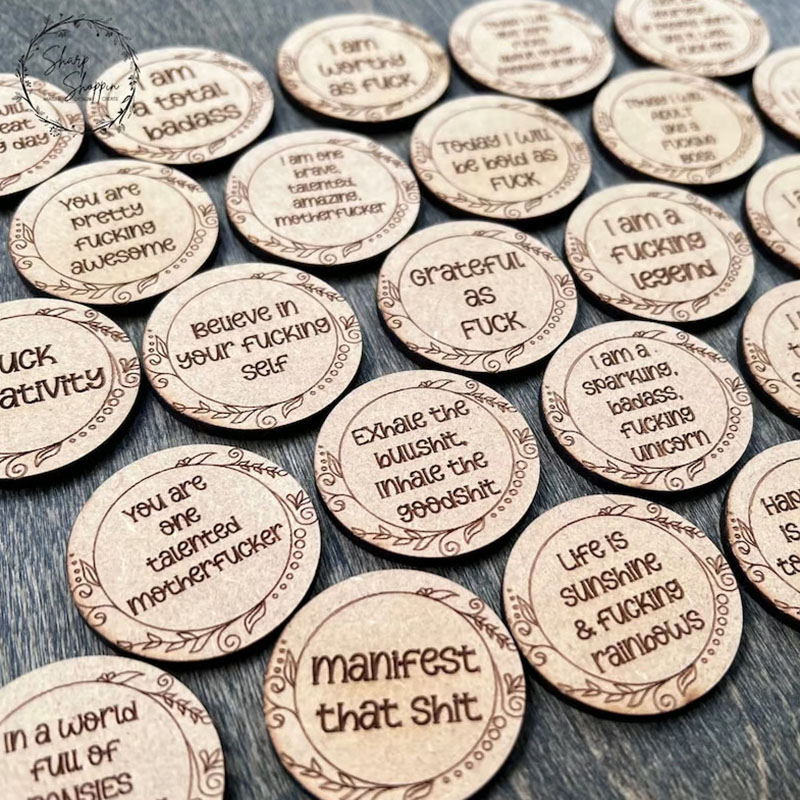 Sharp
Shoppin
I am
a total
badass
I am
worthy
as fuck
Today I will
be bold as
fuck
Today I will
adult
like a
fucking
boss
I am one
brave,
talented,
amazing,
motherfucker
You are
pretty
fucking
awesome
Grateful
as
fuck
I am a
fucking
legend
Believe in
your fucking
self
I am a
sparkling,
badass,
fucking
unicorn
Exhale the
bullshit,
inhale the
goodshit
You are
one
talented
motherfucker
Life is
sunshine
& fucking
rainbows
manifest
that shit
in a world
full of